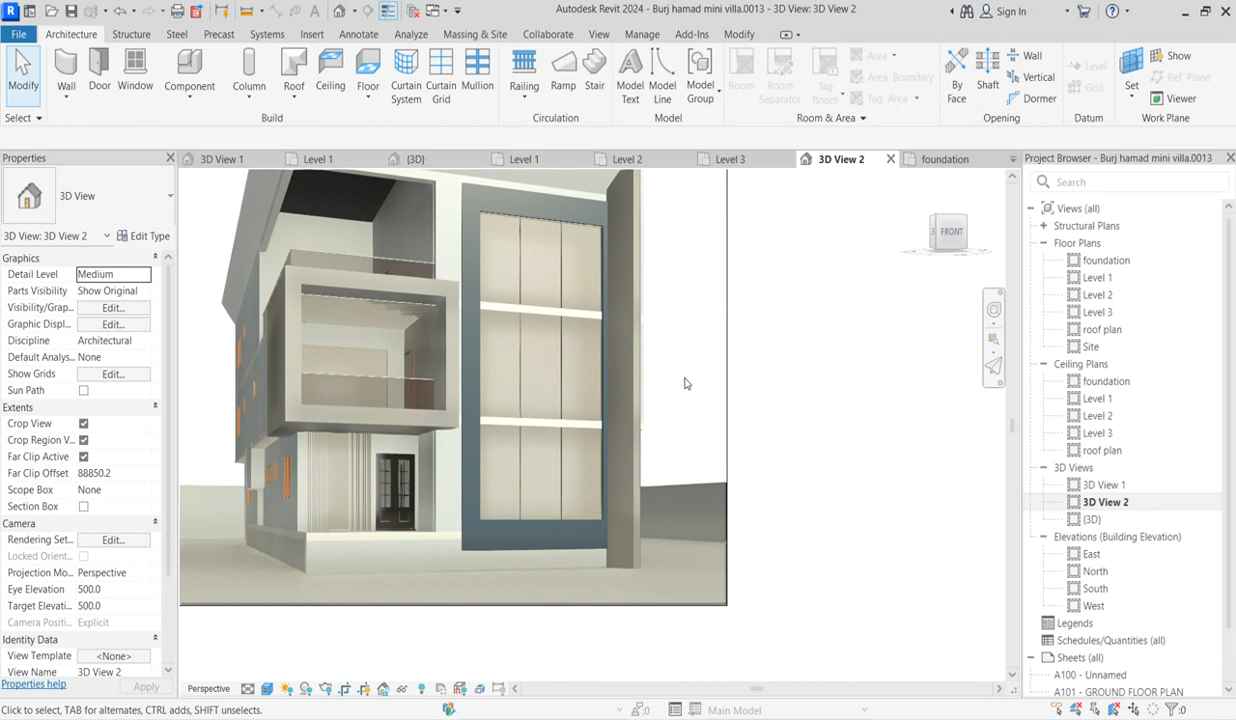 Autodesk Revit 2024 - Burj hamad mini villa.0013 - 3D View: 3D View 2
Sign In
File Architecture Structure Steel Precast Systems Insert Annotate Analyze Massing & Site Collaborate View Manage Add-Ins Modify
Modify
Wall
Door
Window
Component
Column
Roof
Ceiling
Floor
Curtain System
Curtain Grid
Mullion
Railing
Ramp
Stair
Model Text
Model Line
Model Group
Room
Room Separator
Tag Room
Area
Area Boundary
Tag Area
By Face
Shaft
Wall
Vertical
Dormer
Level
Grid
Set
Show
Ref Plane
Viewer
Select Build Circulation Model Room & Area Opening Datum Work Plane
Properties
3D View 1 Level 1 {3D} Level 1 Level 2 Level 3 3D View 2 foundation
3D View
3D View: 3D View 2 Edit Type
Graphics
Detail Level Medium
Parts Visibility Show Original
Visibility/Grap... Edit...
Graphic Displ... Edit...
Discipline Architectural
Default Analys... None
Show Grids Edit...
Sun Path
Extents
Crop View
Crop Region V...
Far Clip Active
Far Clip Offset 88850.2
Scope Box None
Section Box
Camera
Rendering Set... Edit...
Locked Orient...
Projection Mo... Perspective
Eye Elevation 500.0
Target Elevati... 500.0
Camera Positi... Explicit
Identity Data
View Template <None>
View Name 3D View 2
Properties help Apply
FRONT
Project Browser - Burj hamad mini villa.0013
Search
Views (all)
Structural Plans
Floor Plans
foundation
Level 1
Level 2
Level 3
roof plan
Site
Ceiling Plans
foundation
Level 1
Level 2
Level 3
roof plan
3D Views
3D View 1
3D View 2
{3D}
Elevations (Building Elevation)
East
North
South
West
Legends
Schedules/Quantities (all)
Sheets (all)
A100 - Unnamed
A101 - GROUND FLOOR PLAN
Perspective
Click to select, TAB for alternates, CTRL adds, SHIFT unselects.
:0
Main Model
:0